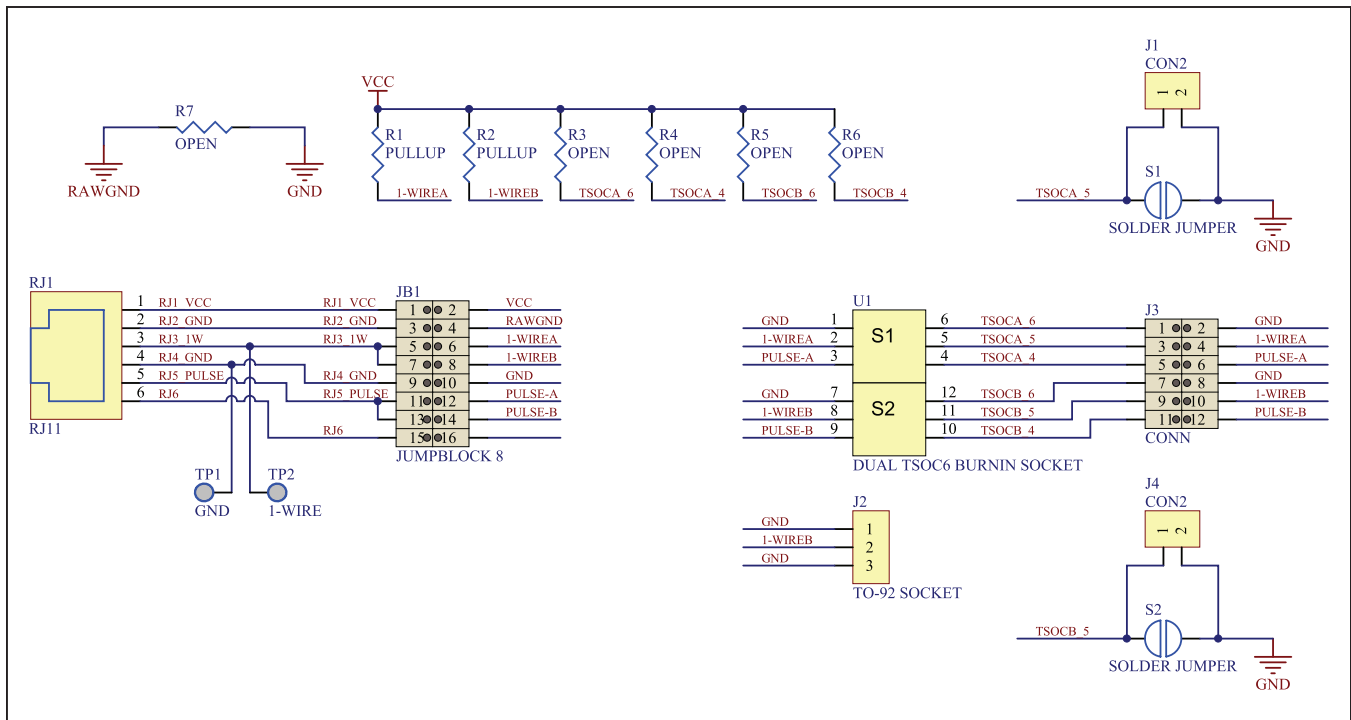 J1
CON2
1 2
VCC
R7
OPEN
RAWGND
GND
R1
PULLUP
1-WIREA
R2
PULLUP
1-WIREB
R3
OPEN
TSOCA_6
R4
OPEN
TSOCA_4
R5
OPEN
TSOCB_6
R6
OPEN
TSOCB_4
TSOCA_5
S1
SOLDER JUMPER
GND
RJ1
1 RJ1_VCC
2 RJ2_GND
3 RJ3_1W
4 RJ4_GND
5 RJ5_PULSE
6 RJ6
RJ11
JB1
RJ1_VCC 1 2 VCC
RJ2_GND 3 4 RAWGND
RJ3_1W 5 6 1-WIREA
7 8 1-WIREB
RJ4_GND 9 10 GND
RJ5_PULSE 11 12 PULSE-A
13 14 PULSE-B
RJ6 15 16
JUMPBLOCK 8
TP1
GND
TP2
1-WIRE
U1
GND 1 6 TSOCA_6
1-WIREA 2 S1 5 TSOCA_5
PULSE-A 3 4 TSOCA_4
GND 7 12 TSOCB_6
1-WIREB 8 S2 11 TSOCB_5
PULSE-B 9 10 TSOCB_4
DUAL TSOC6 BURNIN SOCKET
J3
1 2 GND
3 4 1-WIREA
5 6 PULSE-A
7 8 GND
9 10 1-WIREB
11 12 PULSE-B
CONN
J2
GND 1
1-WIREB 2
GND 3
TO-92 SOCKET
J4
CON2
1 2
TSOCB_5
S2
SOLDER JUMPER
GND